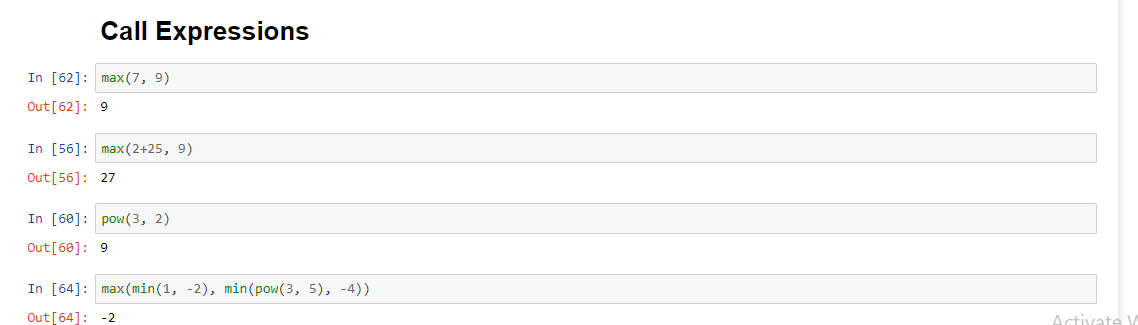 Call Expressions
In [62]: max(7, 9)
Out[62]: 9
In [56]: max(2+25, 9)
Out[56]: 27
In [60]: pow(3, 2)
Out[60]: 9
In [64]: max(min(1, -2), min(pow(3, 5), -4))
Out[64]: -2
Activate